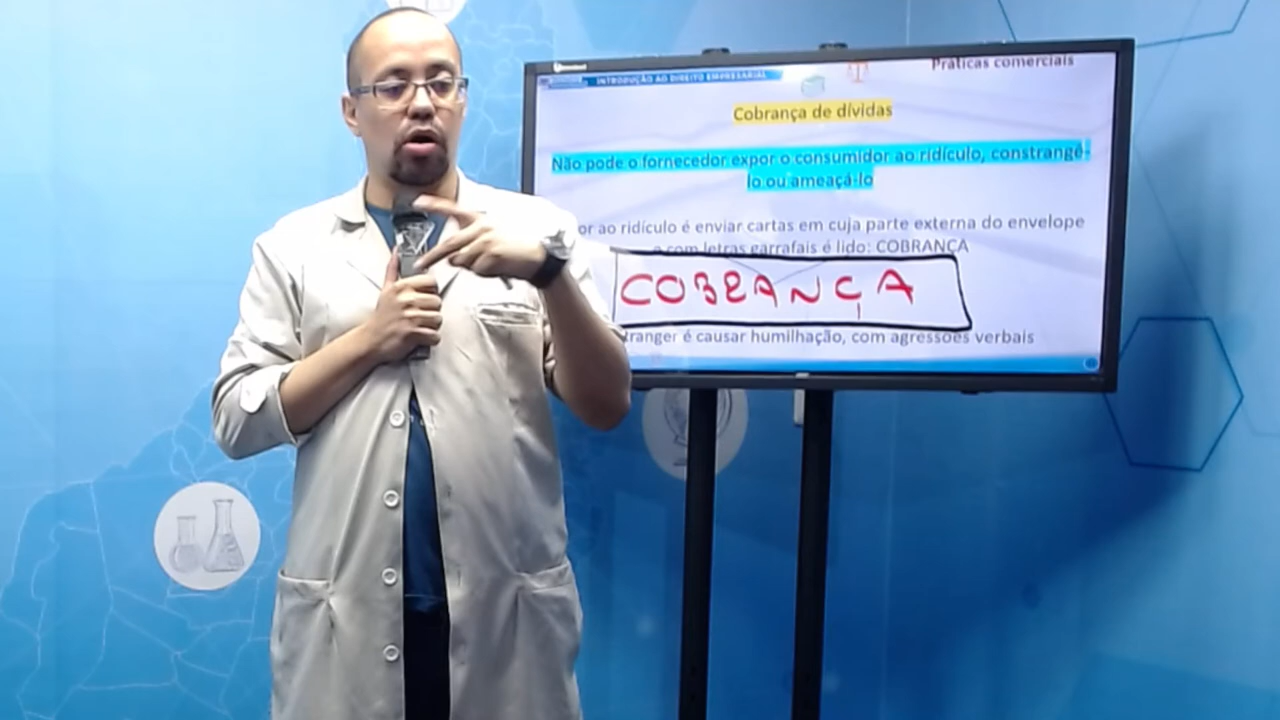 INTRODUÇÃO AO DIREITO EMPRESARIAL
Práticas comerciais
Cobrança de dívidas
Não pode o fornecedor expor o consumidor ao ridículo, constrangê-
lo ou ameaçá-lo
or ao ridículo é enviar cartas em cuja parte externa do envelope
e com letras garrafais é lido: COBRANÇA
COBRANÇA
tranger é causar humilhação, com agressões verbais